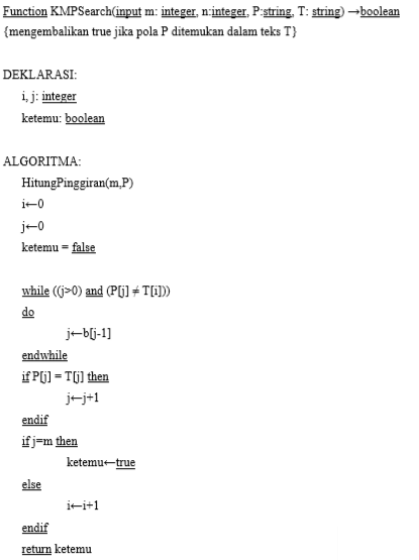 Function KMPSearch(input m: integer, n:integer, P:string, T: string) →boolean
{mengembalikan true jika pola P ditemukan dalam teks T}
DEKLARASI:
i, j: integer
ketemu: boolean
ALGORITMA:
HitungPinggiran(m,P)
i←0
j←0
ketemu = false
while ((j>0) and (P[j] ≠ T[i]))
do
j←b[j-1]
endwhile
if P[j] = T[j] then
j←j+1
endif
if j=m then
ketemu←true
else
i←i+1
endif
return ketemu